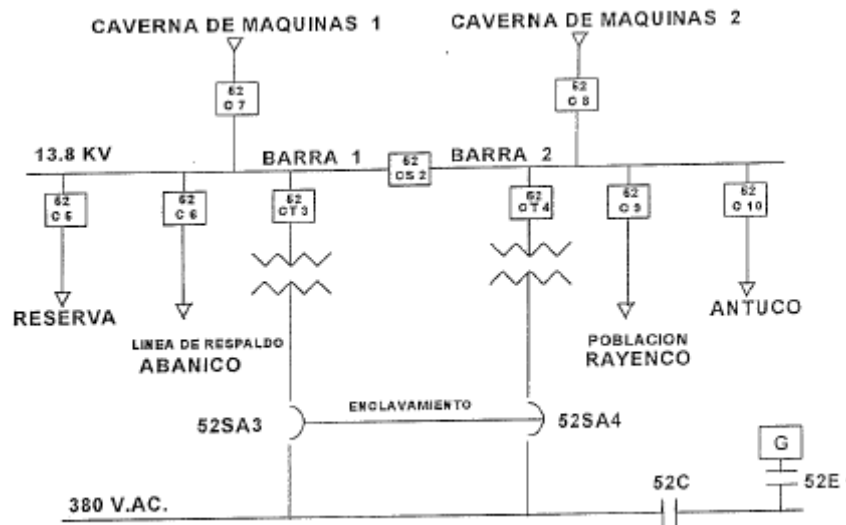 CAVERNA DE MAQUINAS 1
CAVERNA DE MAQUINAS 2
52
C 7
52
C 8
13.8 KV
BARRA 1
52
CS 2
BARRA 2
52
C 5
52
C 6
52
CT 3
52
CT 4
52
C 9
52
C 10
RESERVA
LINEA DE RESPALDO
ABANICO
POBLACION
RAYENCO
ANTUCO
52SA3
ENCLAVAMIENTO
52SA4
G
52C
52E
380 V.AC.